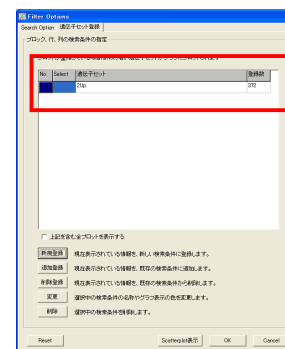 Filter Options
Search Option 遺伝子セット登録
ブロック、行、列の検索条件の指定
No Select 遺伝子セット 登録数
2Up 372
上記を含む全プロットを表示する
新規登録 現在表示されている情報を、新しい検索条件に登録します。
追加登録 現在表示されている情報を、既存の検索条件に追加します。
削除登録 現在表示されている情報を、既存の検索条件から削除します。
変更 選択中の検索条件の名称やグラフ表示の色を変更します。
削除 選択中の検索条件を削除します。
Reset Scatterplot表示 OK Cancel